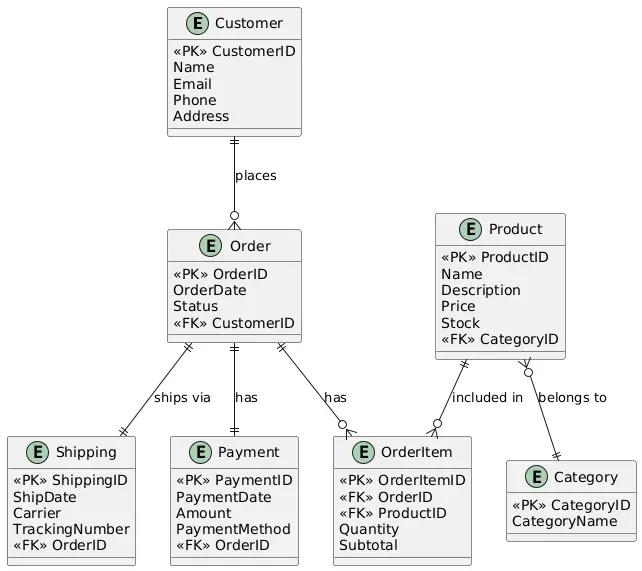 E Customer
«PK» CustomerID
Name
Email
Phone
Address
places
E Order
«PK» OrderID
OrderDate
Status
«FK» CustomerID
E Product
«PK» ProductID
Name
Description
Price
Stock
«FK» CategoryID
ships via
has
has
included in
belongs to
E Shipping
«PK» ShippingID
ShipDate
Carrier
TrackingNumber
«FK» OrderID
E Payment
«PK» PaymentID
PaymentDate
Amount
PaymentMethod
«FK» OrderID
E OrderItem
«PK» OrderItemID
«FK» OrderID
«FK» ProductID
Quantity
Subtotal
E Category
«PK» CategoryID
CategoryName